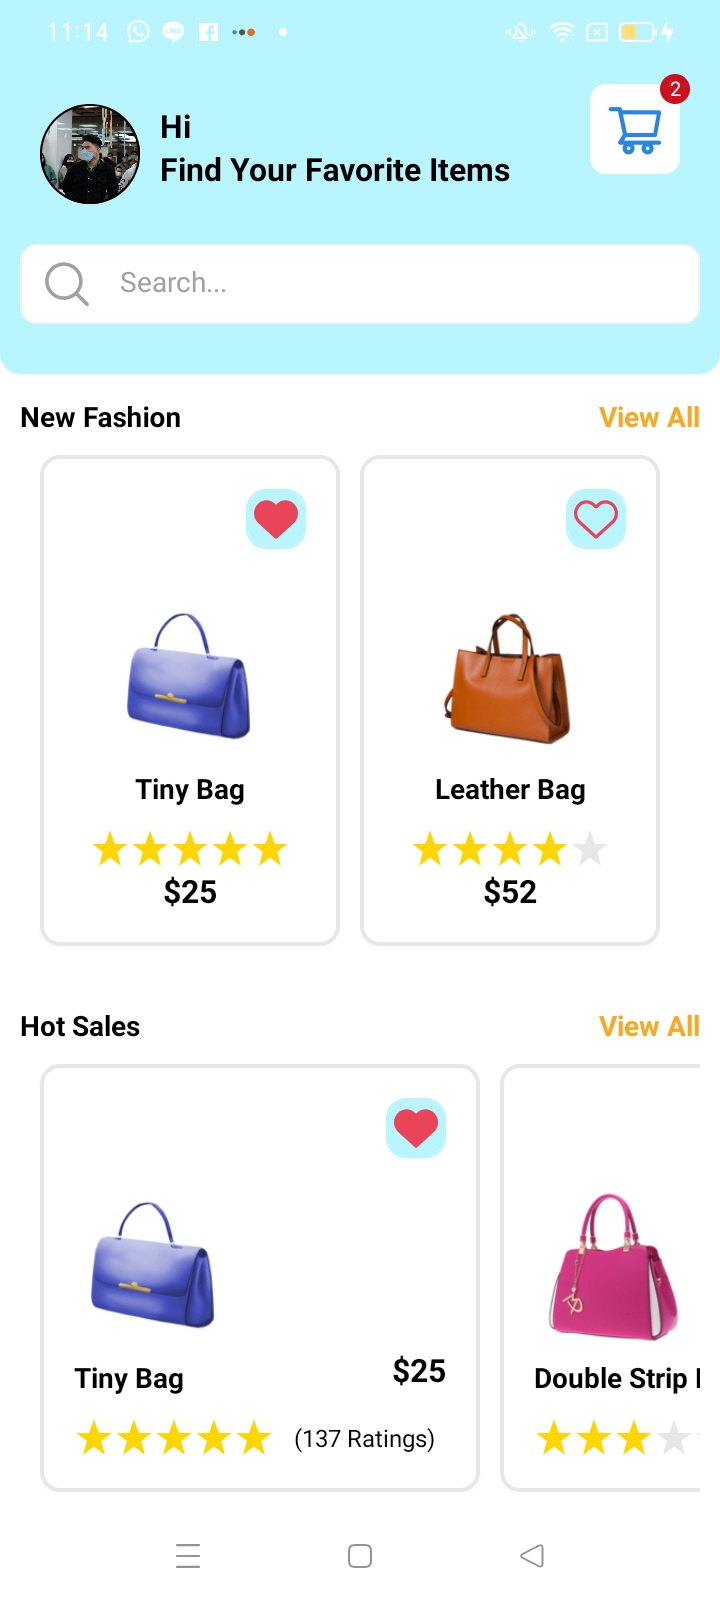 11:14
2
Hi
Find Your Favorite Items
Search...
New Fashion
View All
Tiny Bag
Leather Bag
$25
$52
Hot Sales
View All
$25
Tiny Bag
Double Strip
(137 Ratings)